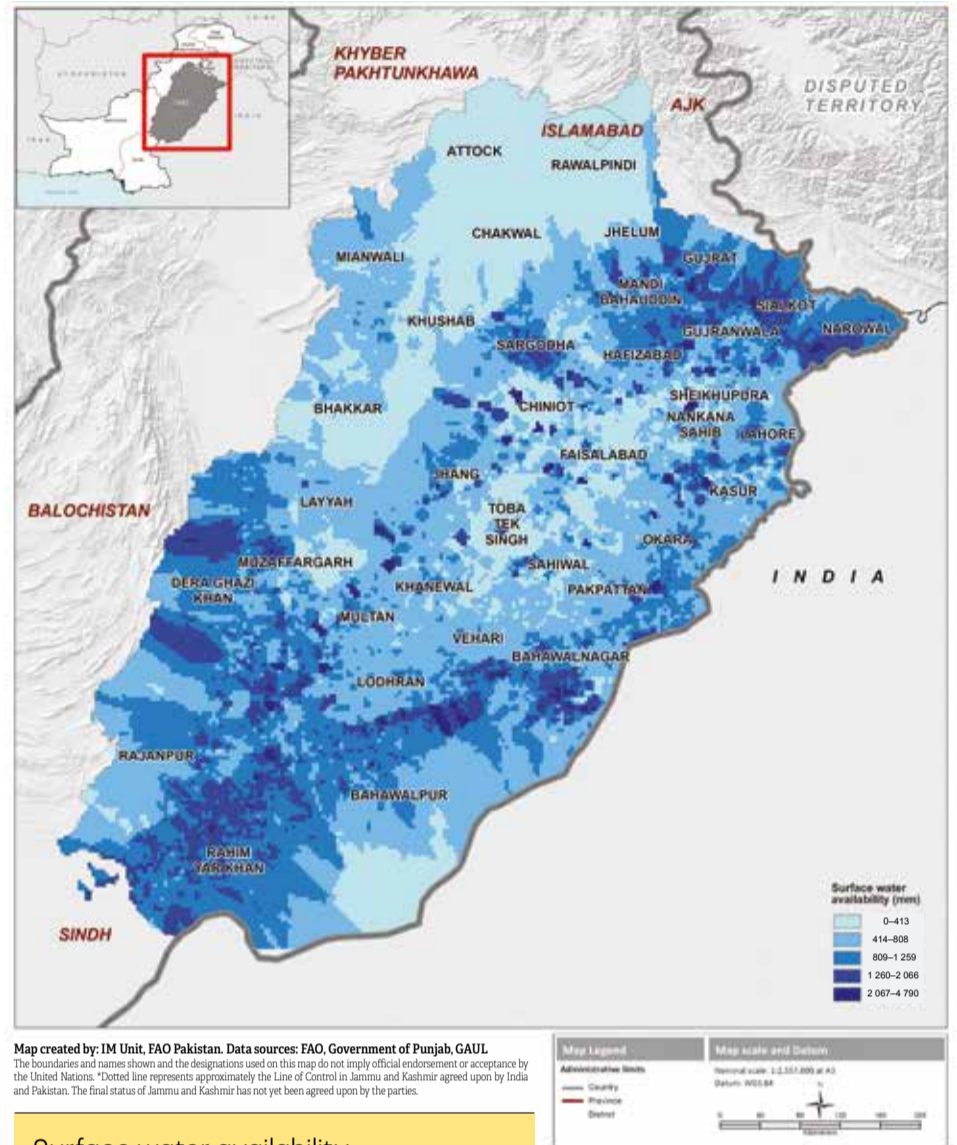 KHYBER
PAKHTUNKHAWA
DISPUTED
TERRITORY
AJK
ISLAMABAD
ATTOCK
RAWALPINDI
CHAKWAL
JHELUM
MIANWALI
GUJRAT
MANDI
BAHAUDDIN
SIALKOT
KHUSHAB
GUJRANWALA
NAROWAL
SARGODHA
HAFIZABAD
SHEIKHUPURA
BHAKKAR
CHINIOT
NANKANA
SAHIB
LAHORE
FAISALABAD
JHANG
KASUR
LAYYAH
BALOCHISTAN
TOBA
TEK
SINGH
OKARA
MUZAFFARGARH
SAHIWAL
INDIA
DERA GHAZI
KHAN
KHANEWAL
PAKPATTAN
MULTAN
VEHARI
BAHAWALNAGAR
LODHRAN
RAJANPUR
BAHAWALPUR
RAHIM
YAR KHAN
SINDH
Surface water
availability (mm)
0–413
414–808
809–1 259
1 260–2 066
2 067–4 790
Map created by: IM Unit, FAO Pakistan. Data sources: FAO, Government of Punjab, GAUL
The boundaries and names shown and the designations used on this map do not imply official endorsement or acceptance by
the United Nations. *Dotted line represents approximately the Line of Control in Jammu and Kashmir agreed upon by India
and Pakistan. The final status of Jammu and Kashmir has not yet been agreed upon by the parties.
Map Legend
Administrative limits
Country
Province
District
Map scale and Datum
Datum: WGS 84
Surface water availability